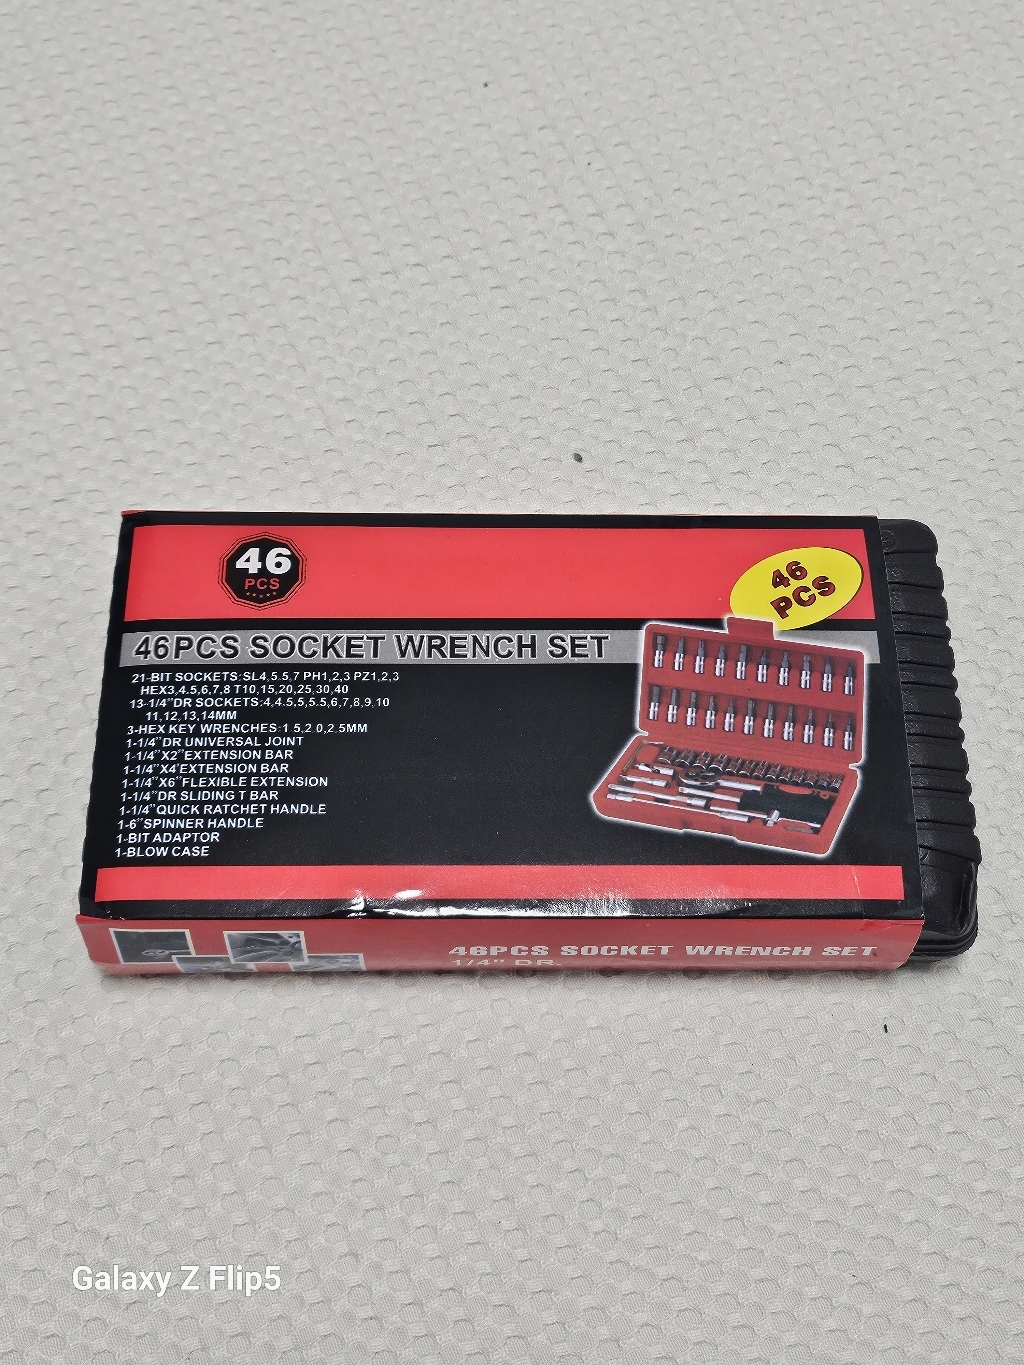 46
PCS
46
PCS
46PCS SOCKET WRENCH SET
21-BIT SOCKETS:SL4,5.5,7 PH1,2,3 PZ1,2,3
HEX3,4.5,6,7,8 T10,15,20,25,30,40
13-1/4"DR SOCKETS:4,4.5,5,5.5,6,7,8,9,10
11,12,13,14MM
3-HEX KEY WRENCHES:1.5,2.0,2.5MM
1-1/4"DR UNIVERSAL JOINT
1-1/4"X2"EXTENSION BAR
1-1/4"X4"EXTENSION BAR
1-1/4"X6"FLEXIBLE EXTENSION
1-1/4"DR SLIDING T BAR
1-1/4"QUICK RATCHET HANDLE
1-6"SPINNER HANDLE
1-BIT ADAPTOR
1-BLOW CASE
46PCS SOCKET WRENCH SET
1/4" DR.
Galaxy Z Flip5